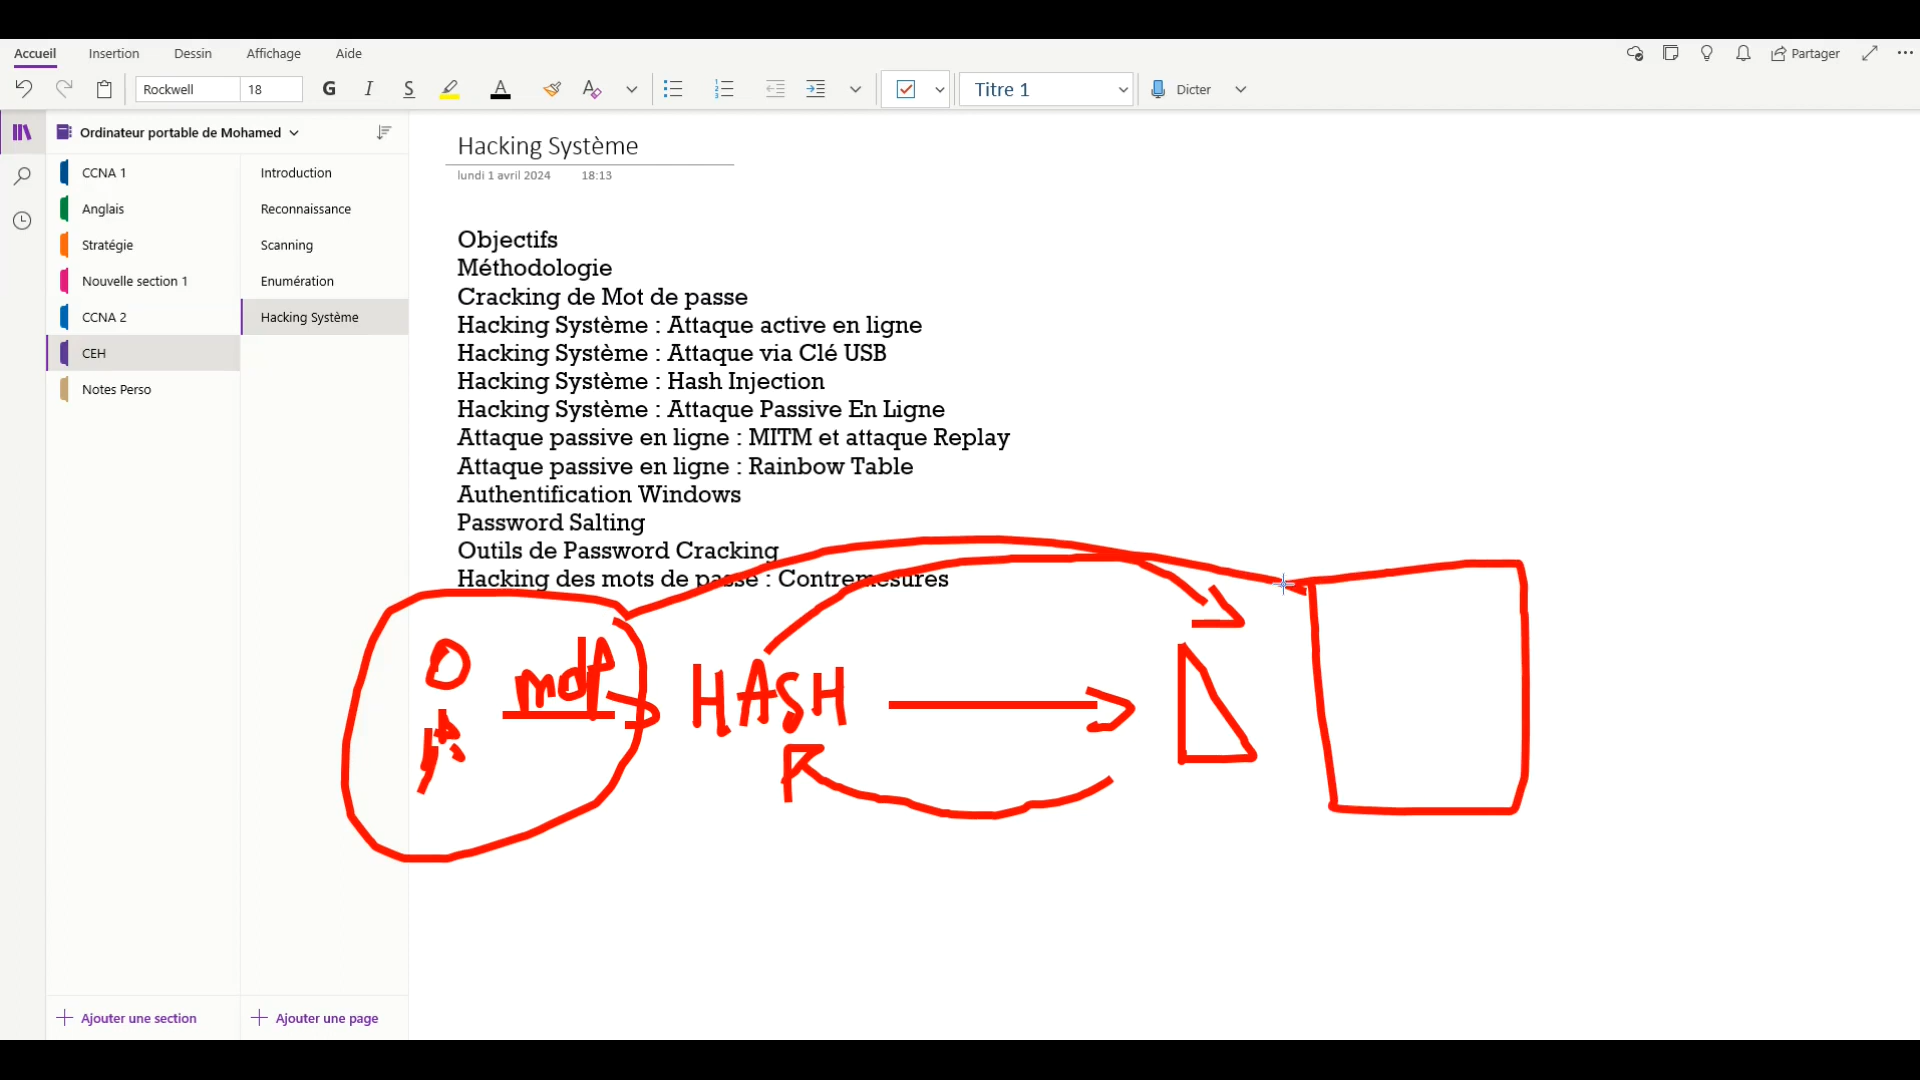 Accueil Insertion Dessin Affichage Aide
Partager
Rockwell 18 G I S A A Titre 1 Dicter
Ordinateur portable de Mohamed
CCNA 1
Anglais
Stratégie
Nouvelle section 1
CCNA 2
CEH
Notes Perso
Ajouter une section
Introduction
Reconnaissance
Scanning
Enumération
Hacking Système
Ajouter une page
Hacking Système
lundi 1 avril 2024 18:13
Objectifs
Méthodologie
Cracking de Mot de passe
Hacking Système : Attaque active en ligne
Hacking Système : Attaque via Clé USB
Hacking Système : Hash Injection
Hacking Système : Attaque Passive En Ligne
Attaque passive en ligne : MITM et attaque Replay
Attaque passive en ligne : Rainbow Table
Authentification Windows
Password Salting
Outils de Password Cracking
Hacking des mots de passe : Contremesures
mdp HASH